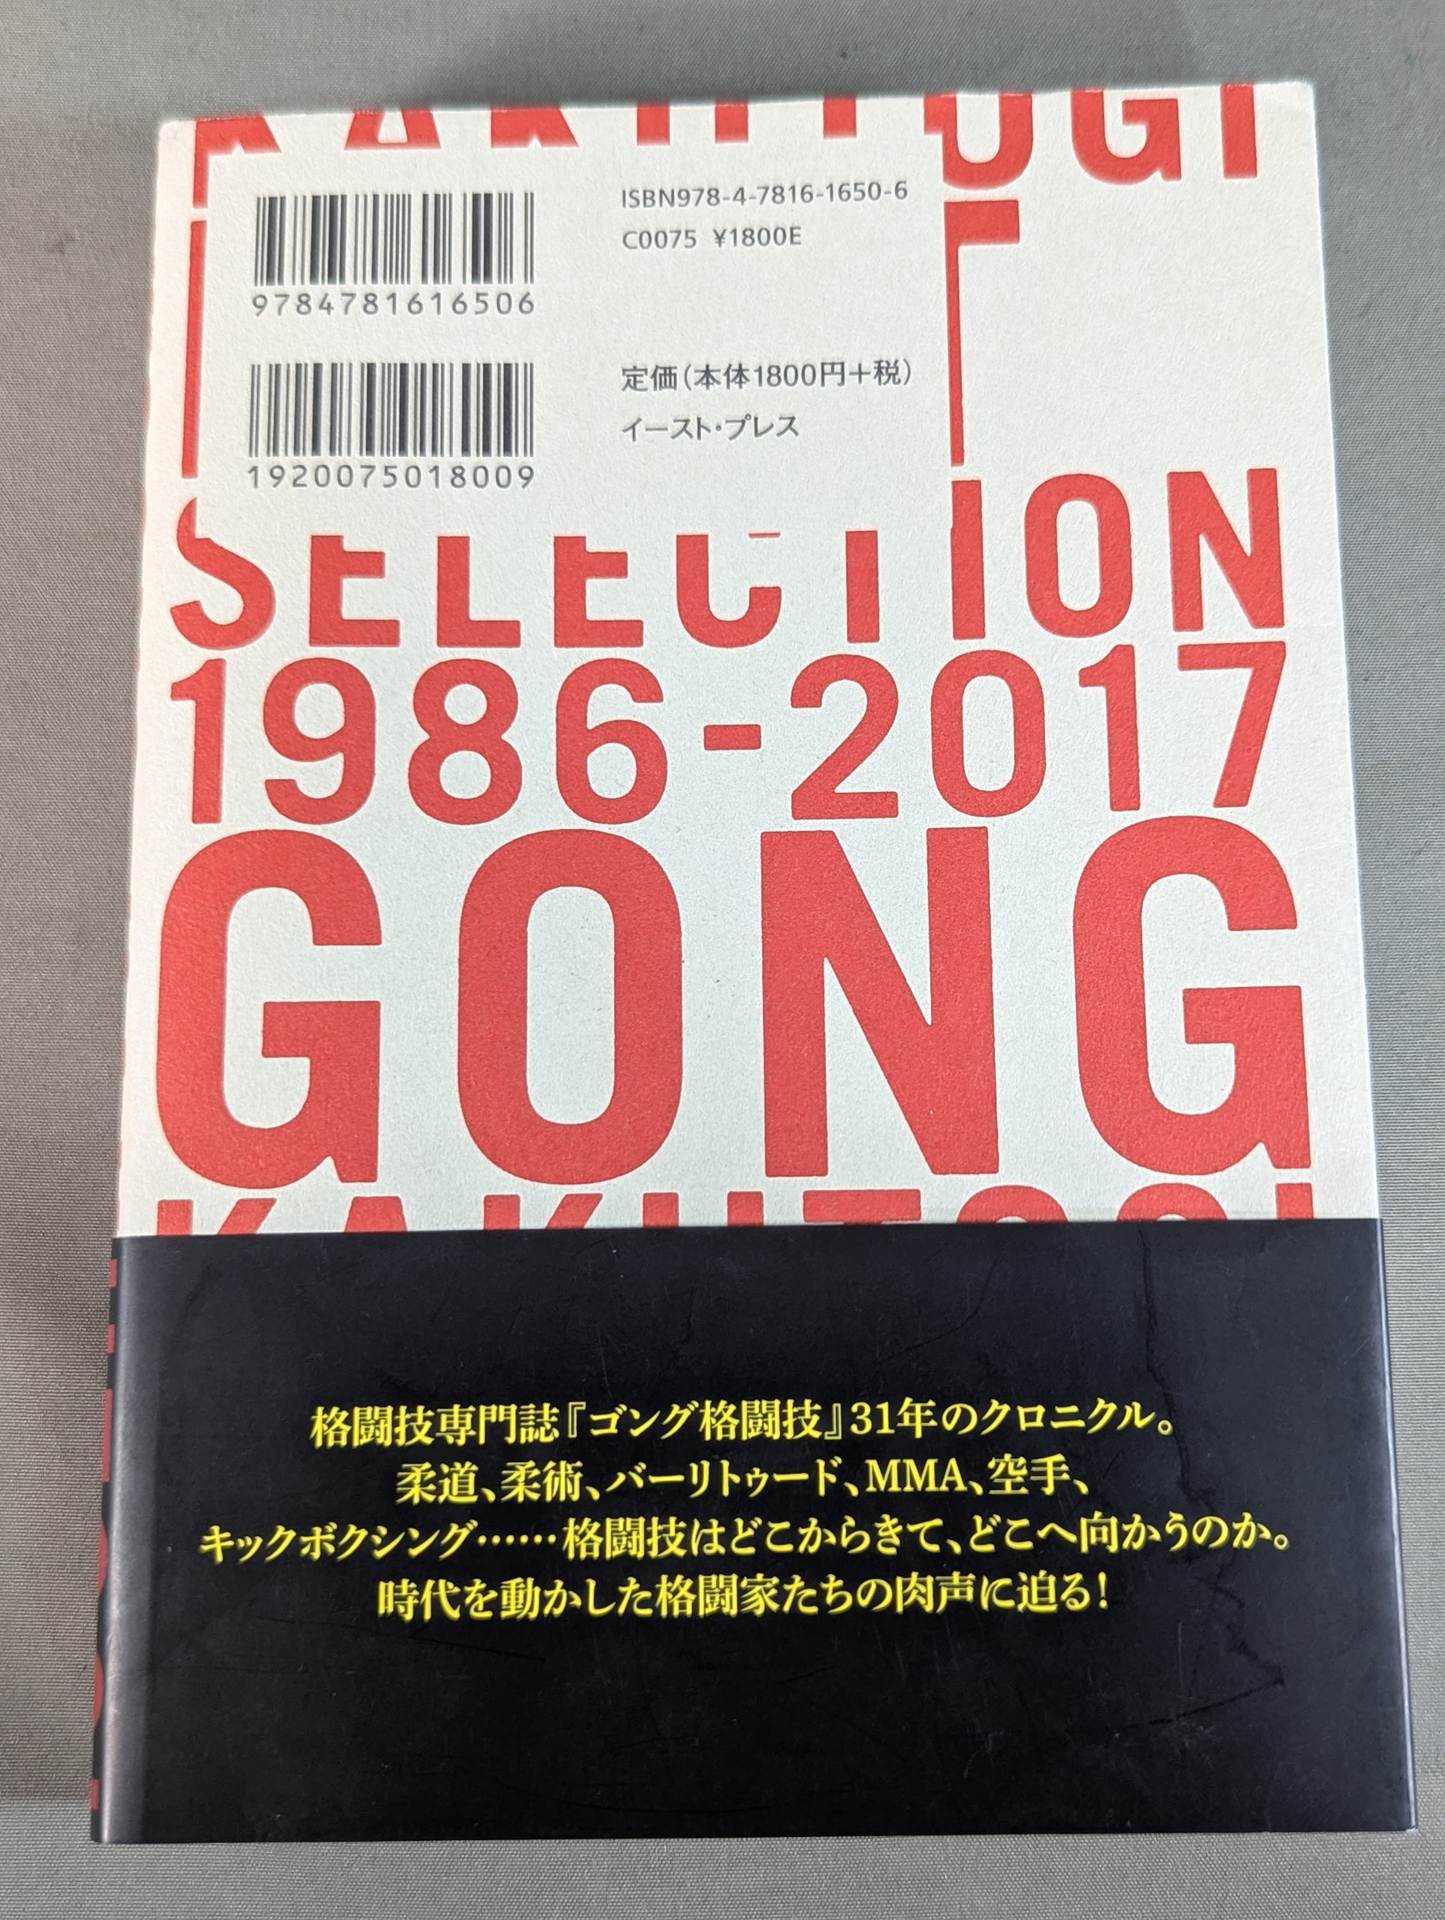 KAKUTOGI
ISBN978-4-7816-1650-6
C0075 ¥1800E
9784781616506
定価(本体1800円+税)
イースト・プレス
1920075018009
SELECTION
1986-2017
GONG
KAKUTOGI
格闘技専門誌『ゴング格闘技』31年のクロニクル。
柔道、柔術、バーリトゥード、MMA、空手、
キックボクシング……格闘技はどこからきて、どこへ向かうのか。
時代を動かした格闘家たちの肉声に迫る!